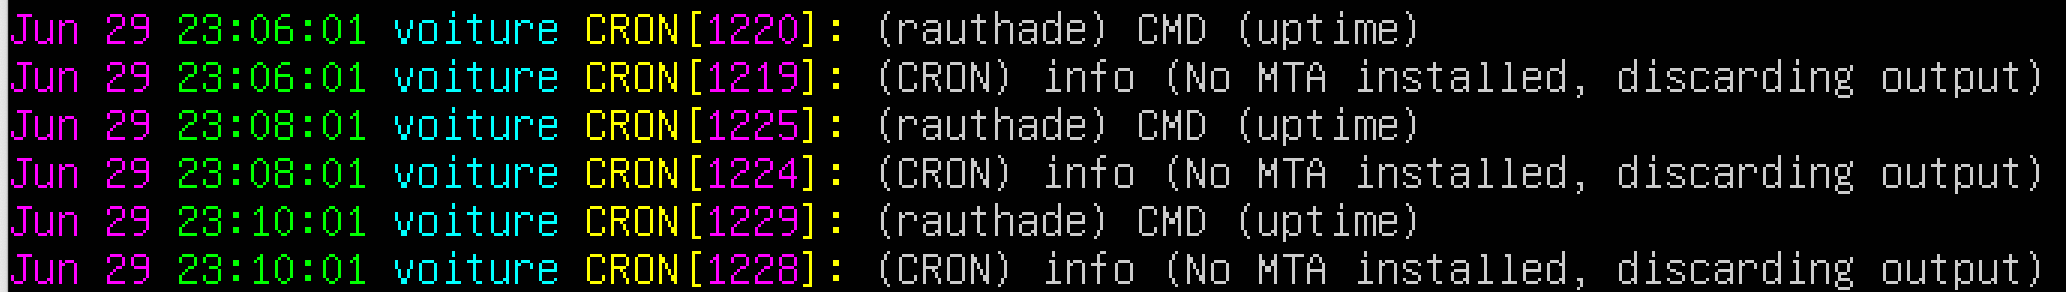 Jun 29 23:06:01 voiture CRON[1220]: (rauthade) CMD (uptime)
Jun 29 23:06:01 voiture CRON[1219]: (CRON) info (No MTA installed, discarding output)
Jun 29 23:08:01 voiture CRON[1225]: (rauthade) CMD (uptime)
Jun 29 23:08:01 voiture CRON[1224]: (CRON) info (No MTA installed, discarding output)
Jun 29 23:10:01 voiture CRON[1229]: (rauthade) CMD (uptime)
Jun 29 23:10:01 voiture CRON[1228]: (CRON) info (No MTA installed, discarding output)